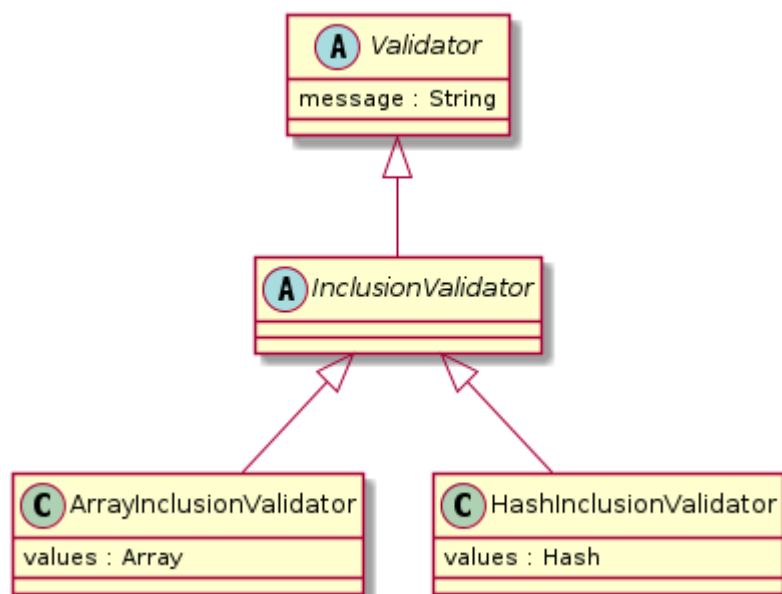 A Validator
message : String
A InclusionValidator
C ArrayInclusionValidator
values : Array
C HashInclusionValidator
values : Hash